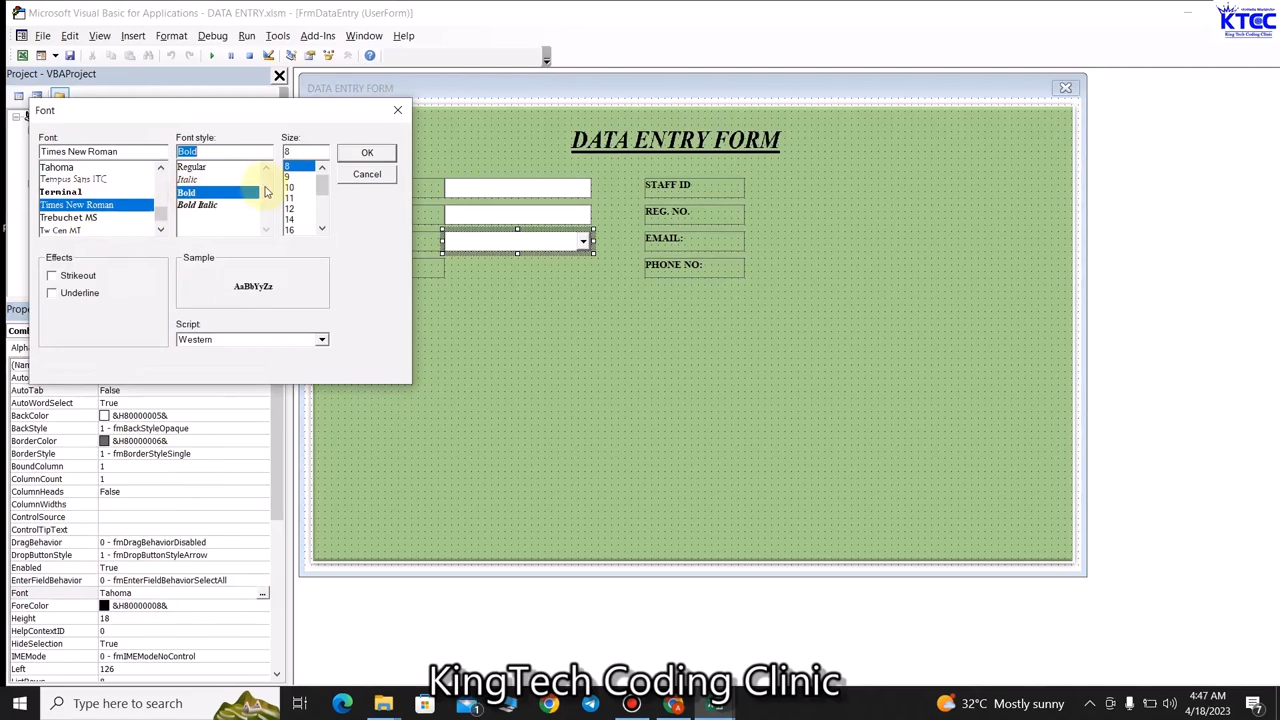 Microsoft Visual Basic for Applications - DATA ENTRY.xlsm - [FrmDataEntry (UserForm)]
KTCC
King Tech Coding Clinic
File Edit View Insert Format Debug Run Tools Add-Ins Window Help
Project - VBAProject
DATA ENTRY FORM
Font
Font:
Font style:
Size:
Times New Roman
Bold
8
OK
Cancel
Tahoma
Tempus Sans ITC
Terminal
Times New Roman
Trebuchet MS
Tw Cen MT
Regular
Italic
Bold
Bold Italic
8
9
10
11
12
14
16
Effects
Strikeout
Underline
Sample
AaBbYyZz
Script:
Western
DATA ENTRY FORM
STAFF ID
REG. NO.
EMAIL:
PHONE NO:
AutoTab False
AutoWordSelect True
BackColor &H80000005&
BackStyle 1 - fmBackStyleOpaque
BorderColor &H80000006&
BorderStyle 1 - fmBorderStyleSingle
BoundColumn 1
ColumnCount 1
ColumnHeads False
ColumnWidths
ControlSource
ControlTipText
DragBehavior 0 - fmDragBehaviorDisabled
DropButtonStyle 1 - fmDropButtonStyleArrow
Enabled True
EnterFieldBehavior 0 - fmEnterFieldBehaviorSelectAll
Font Tahoma ...
ForeColor &H80000008&
Height 18
HelpContextID 0
HideSelection True
IMEMode 0 - fmIMEModeNoControl
Left 126
KingTech Coding Clinic
Type here to search
32°C Mostly sunny
4:47 AM
4/18/2023